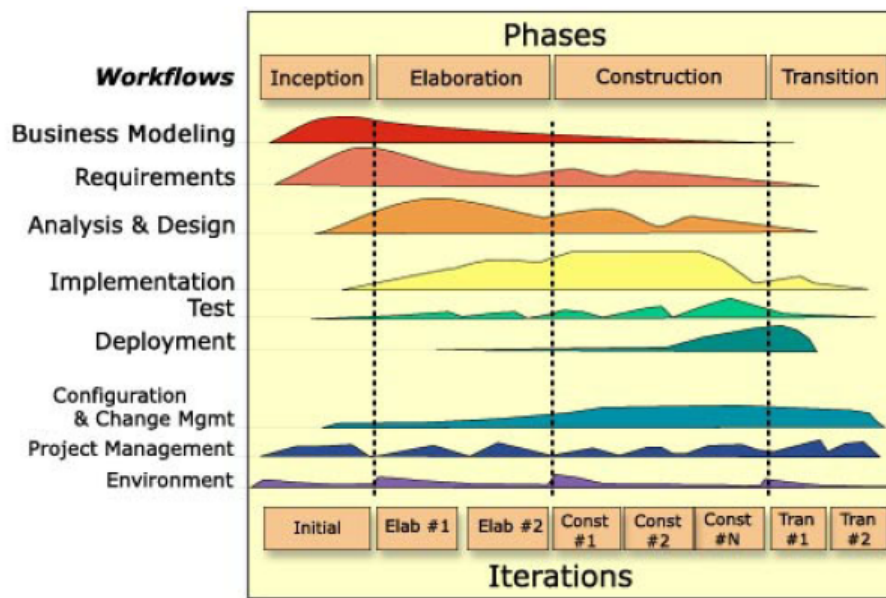 Phases
Workflows
Inception
Elaboration
Construction
Transition
Business Modeling
Requirements
Analysis & Design
Implementation
Test
Deployment
Configuration
& Change Mgmt
Project Management
Environment
Initial
Elab #1
Elab #2
Const
#1
Const
#2
Const
#N
Tran
#1
Tran
#2
Iterations